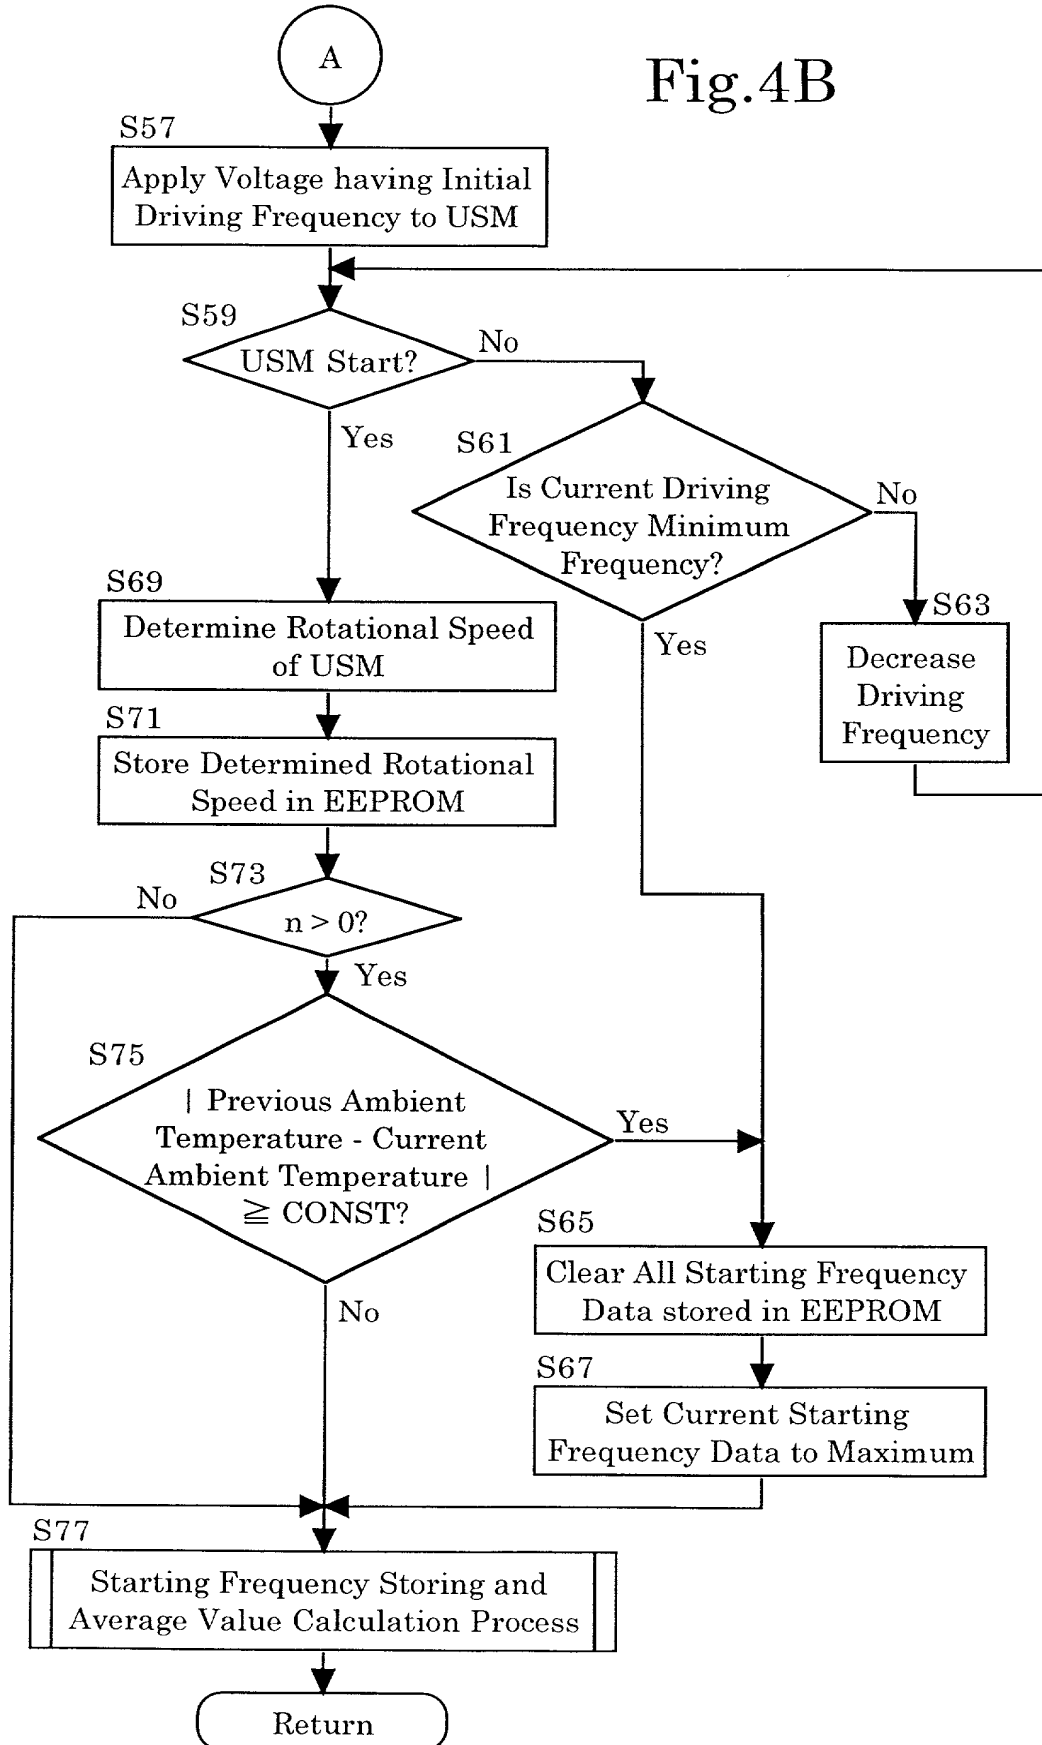 A
Fig.4B
S57
Apply Voltage having Initial
Driving Frequency to USM
S59
USM Start?
No
Yes
S61
Is Current Driving
Frequency Minimum
Frequency?
No
Yes
S63
Decrease
Driving
Frequency
S69
Determine Rotational Speed
of USM
S71
Store Determined Rotational
Speed in EEPROM
S73
n > 0?
No
Yes
S75
| Previous Ambient
Temperature - Current
Ambient Temperature |
≧ CONST?
Yes
No
S65
Clear All Starting Frequency
Data stored in EEPROM
S67
Set Current Starting
Frequency Data to Maximum
S77
Starting Frequency Storing and
Average Value Calculation Process
Return